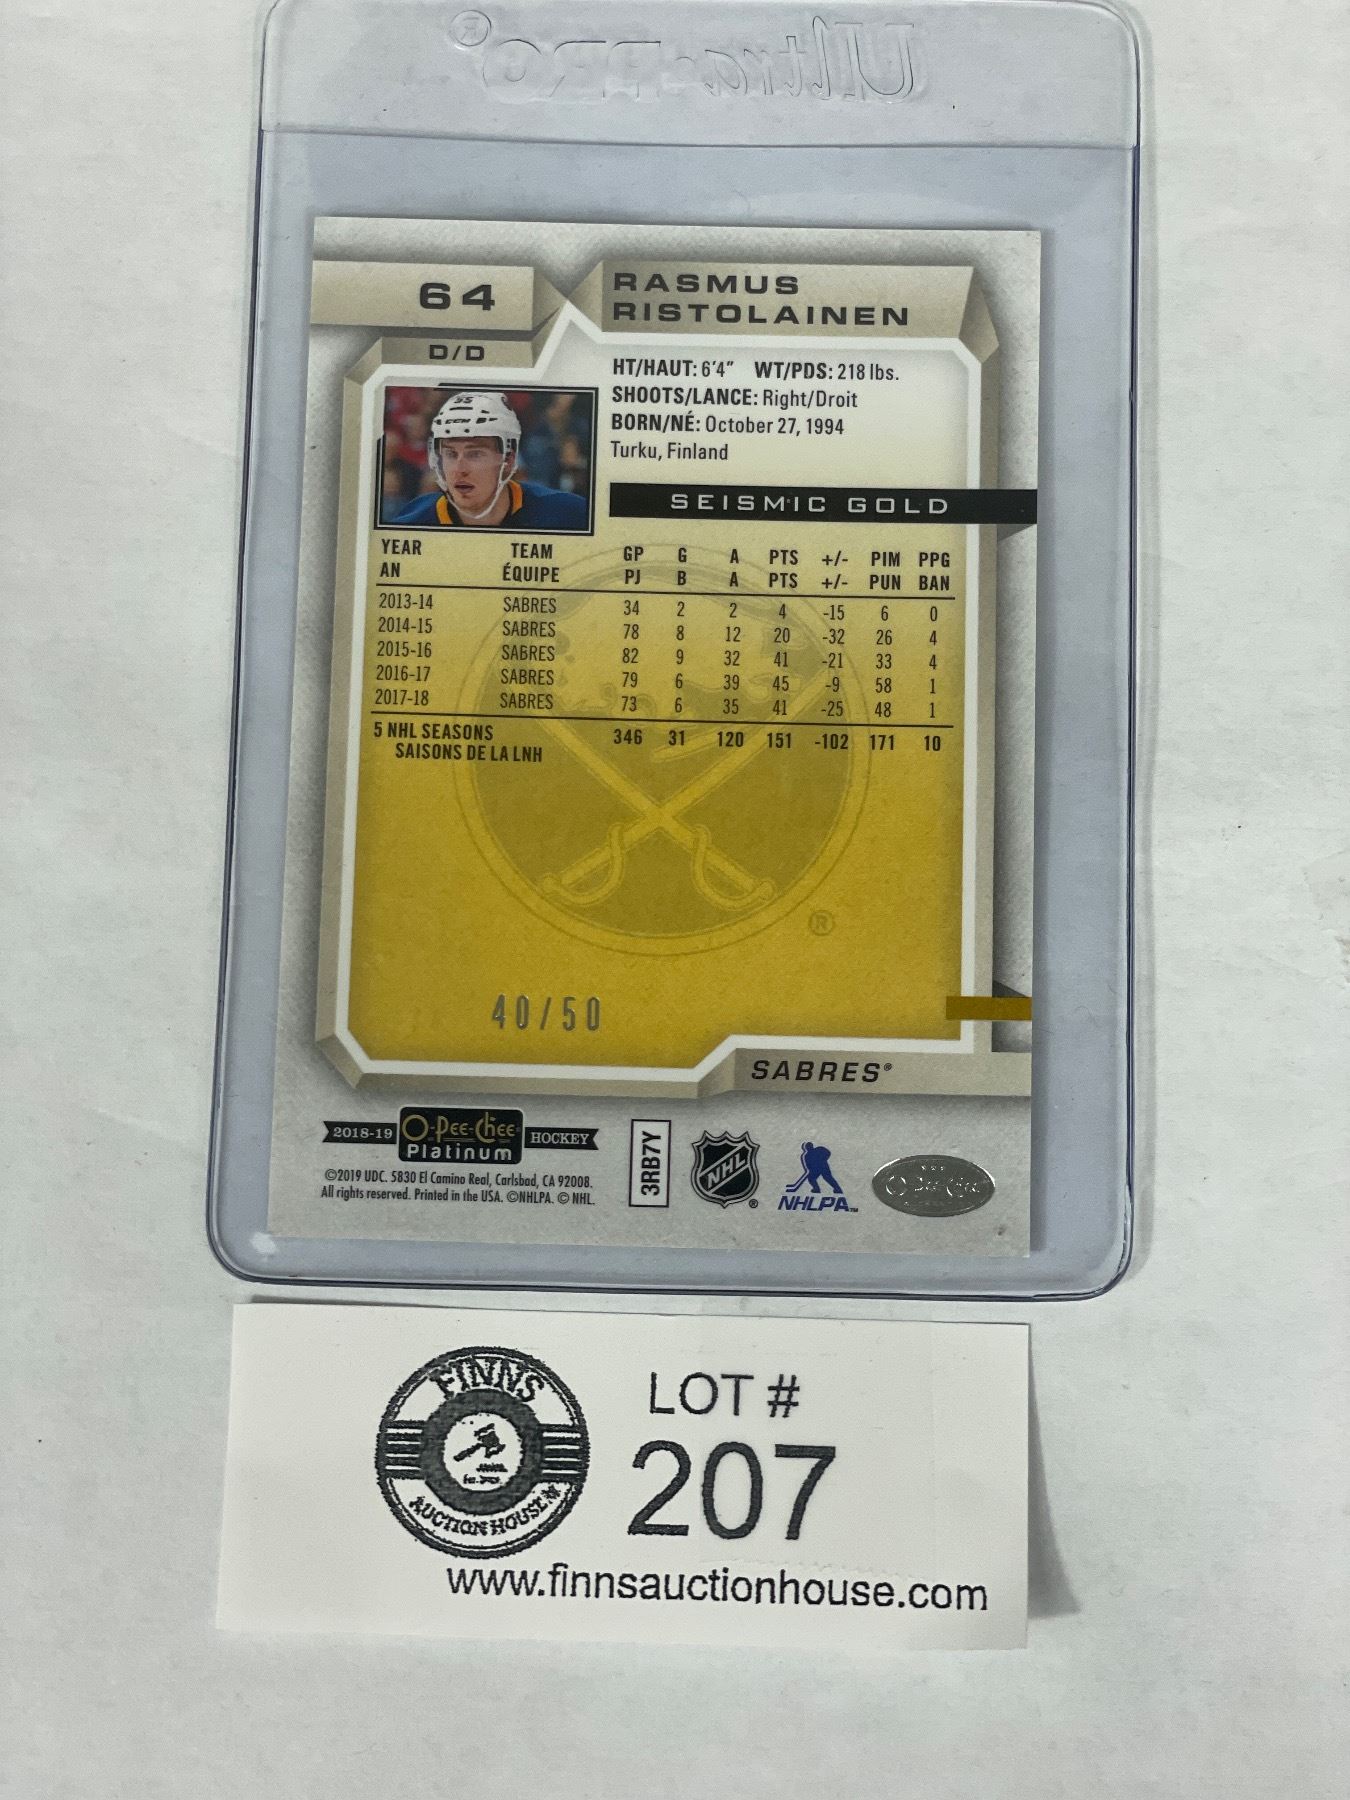 Ultra·PRO®
64
RASMUS
RISTOLAINEN
D/D
HT/HAUT: 6'4" WT/PDS: 218 lbs.
SHOOTS/LANCE: Right/Droit
BORN/NÉ: October 27, 1994
Turku, Finland
55
CCM
SEISMIC GOLD
YEAR TEAM GP G A PTS +/- PIM PPG
AN ÉQUIPE PJ B A PTS +/- PUN BAN
2013-14 SABRES 34 2 2 4 -15 6 0
2014-15 SABRES 78 8 12 20 -32 26 4
2015-16 SABRES 82 9 32 41 -21 33 4
2016-17 SABRES 79 6 39 45 -9 58 1
2017-18 SABRES 73 6 35 41 -25 48 1
5 NHL SEASONS 346 31 120 151 -102 171 10
SAISONS DE LA LNH
®
40/50
SABRES®
2018-19 O-Pee-Chee Platinum HOCKEY
©2019 UDC. 5830 El Camino Real, Carlsbad, CA 92008.
All rights reserved. Printed in the USA. ©NHLPA. © NHL.
3RB7Y
NHL®
NHLPA™
O-Pee-Chee
FINNS
AUCTION HOUSE
LOT #
207
www.finnsauctionhouse.com